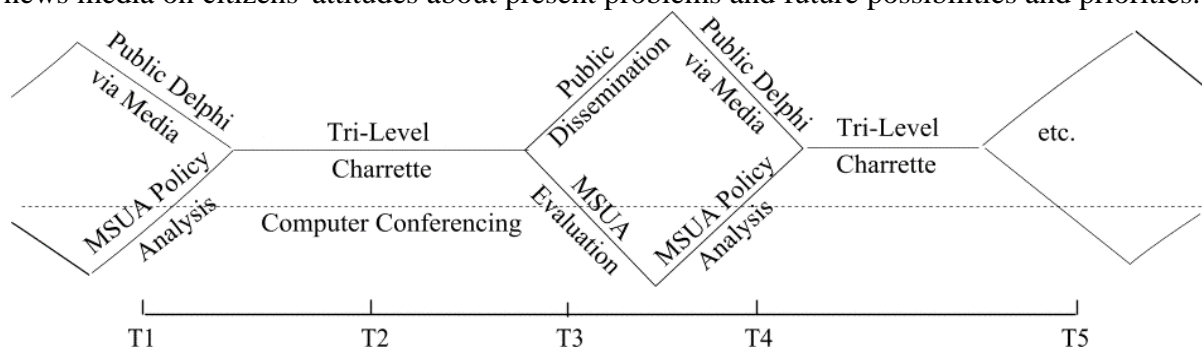 news media on citizens' attitudes about present problems and future possibilities and priorities.
Public Delphi
via Media
MSUA Policy
Analysis
Tri-Level
Charrette
Computer Conferencing
Public
Dissemination
MSUA
Evaluation
Public Delphi
via Media
MSUA Policy
Analysis
Tri-Level
Charrette
etc.
T1
T2
T3
T4
T5